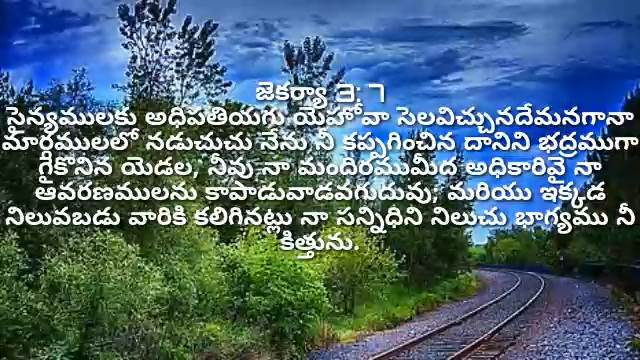 జెకర్యా 3: 7
సైన్యములకు అధిపతియగు యెహోవా సెలవిచ్చునదేమనగానా
మార్గములలో నడుచుచు నేను నీ కప్పగించిన దానిని భద్రముగా
గైకొనిన యెడల, నీవు నా మందిరముమీద అధికారివై నా
ఆవరణములను కాపాడువాడవగుదువు; మరియు ఇక్కడ
నిలువబడు వారికి కలిగినట్లు నా సన్నిధిని నిలుచు భాగ్యము నీ
కిత్తును.